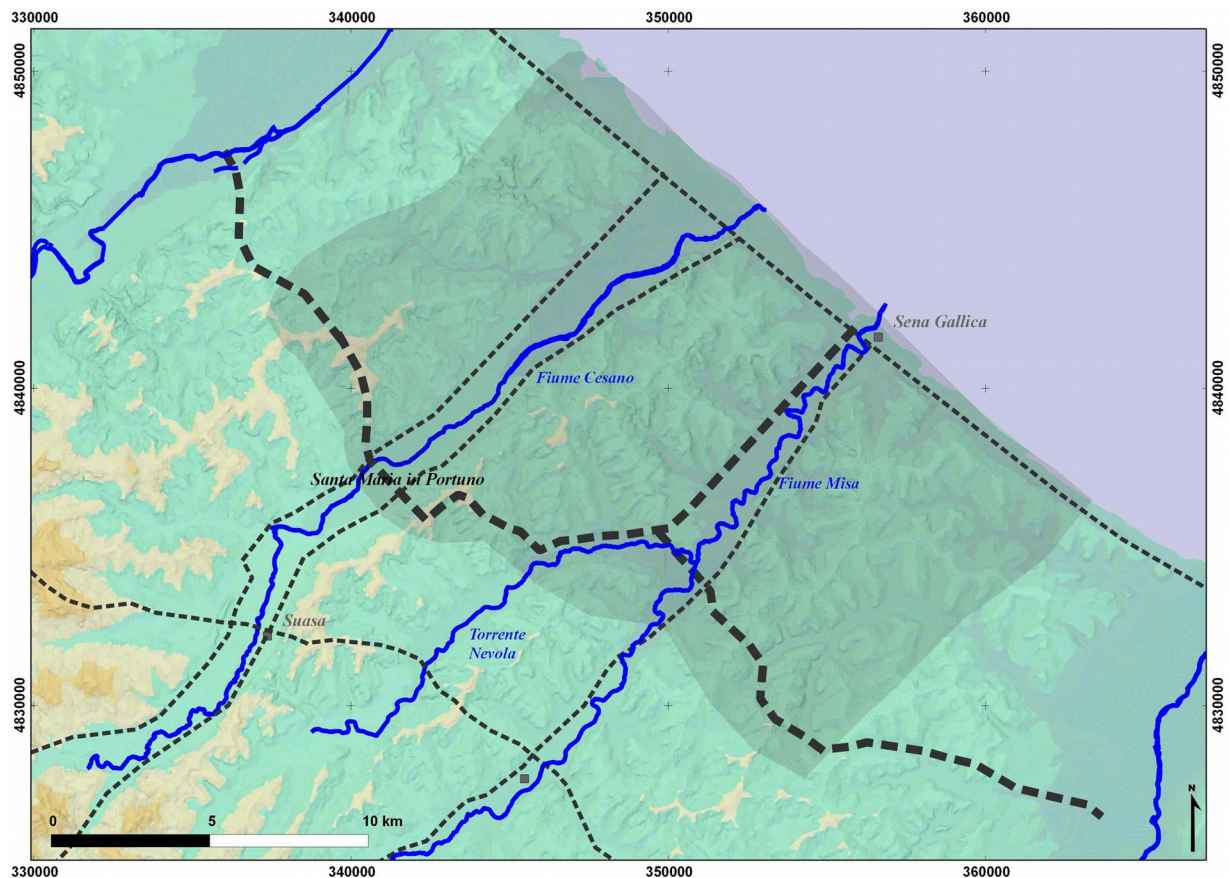 330000 340000 350000 360000
4850000 4850000
Sena Gallica
Fiume Cesano
4840000 4840000
Santa Maria in Portuno
Fiume Misa
Suasa
Torrente
Nevola
4830000 4830000
N
0 5 10 km
330000 340000 350000 360000